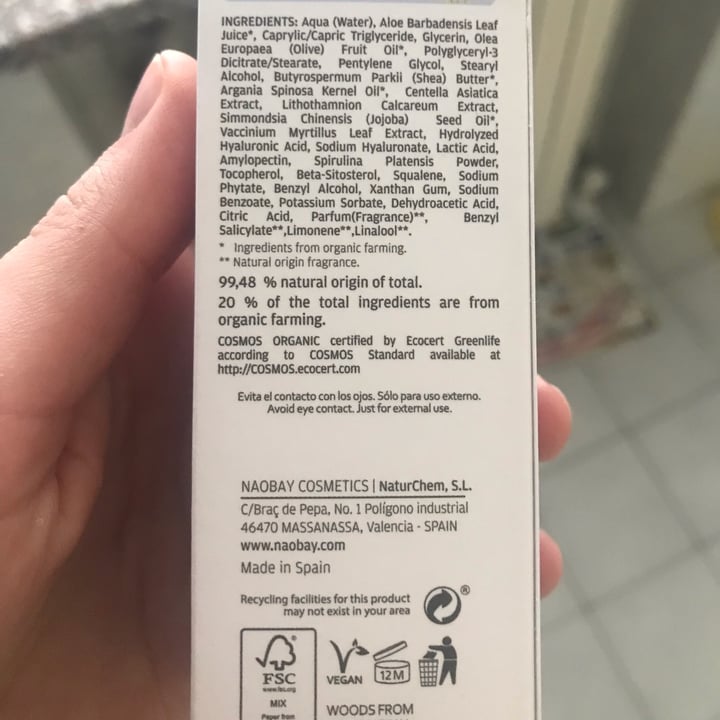 INGREDIENTS: Aqua (Water), Aloe Barbadensis Leaf
Juice*, Caprylic/Capric Triglyceride, Glycerin, Olea
Europaea (Olive) Fruit Oil*, Polyglyceryl-3
Dicitrate/Stearate, Pentylene Glycol, Stearyl
Alcohol, Butyrospermum Parkii (Shea) Butter*,
Argania Spinosa Kernel Oil*, Centella Asiatica
Extract, Lithothamnion Calcareum Extract,
Simmondsia Chinensis (Jojoba) Seed Oil*,
Vaccinium Myrtillus Leaf Extract, Hydrolyzed
Hyaluronic Acid, Sodium Hyaluronate, Lactic Acid,
Amylopectin, Spirulina Platensis Powder,
Tocopherol, Beta-Sitosterol, Squalene, Sodium
Phytate, Benzyl Alcohol, Xanthan Gum, Sodium
Benzoate, Potassium Sorbate, Dehydroacetic Acid,
Citric Acid, Parfum(Fragrance)**, Benzyl
Salicylate**,Limonene**,Linalool**.
* Ingredients from organic farming.
** Natural origin fragrance.
99,48 % natural origin of total.
20 % of the total ingredients are from
organic farming.
COSMOS ORGANIC certified by Ecocert Greenlife
according to COSMOS Standard available at
http://COSMOS.ecocert.com
Evita el contacto con los ojos. Sólo para uso externo.
Avoid eye contact. Just for external use.
NAOBAY COSMETICS | NaturChem, S.L.
C/Braç de Pepa, No. 1 Polígono industrial
46470 MASSANASSA, Valencia - SPAIN
www.naobay.com
Made in Spain
Recycling facilities for this product
may not exist in your area
®
FSC
www.fsc.org
MIX
Paper from
VEGAN
12M
WOODS FROM